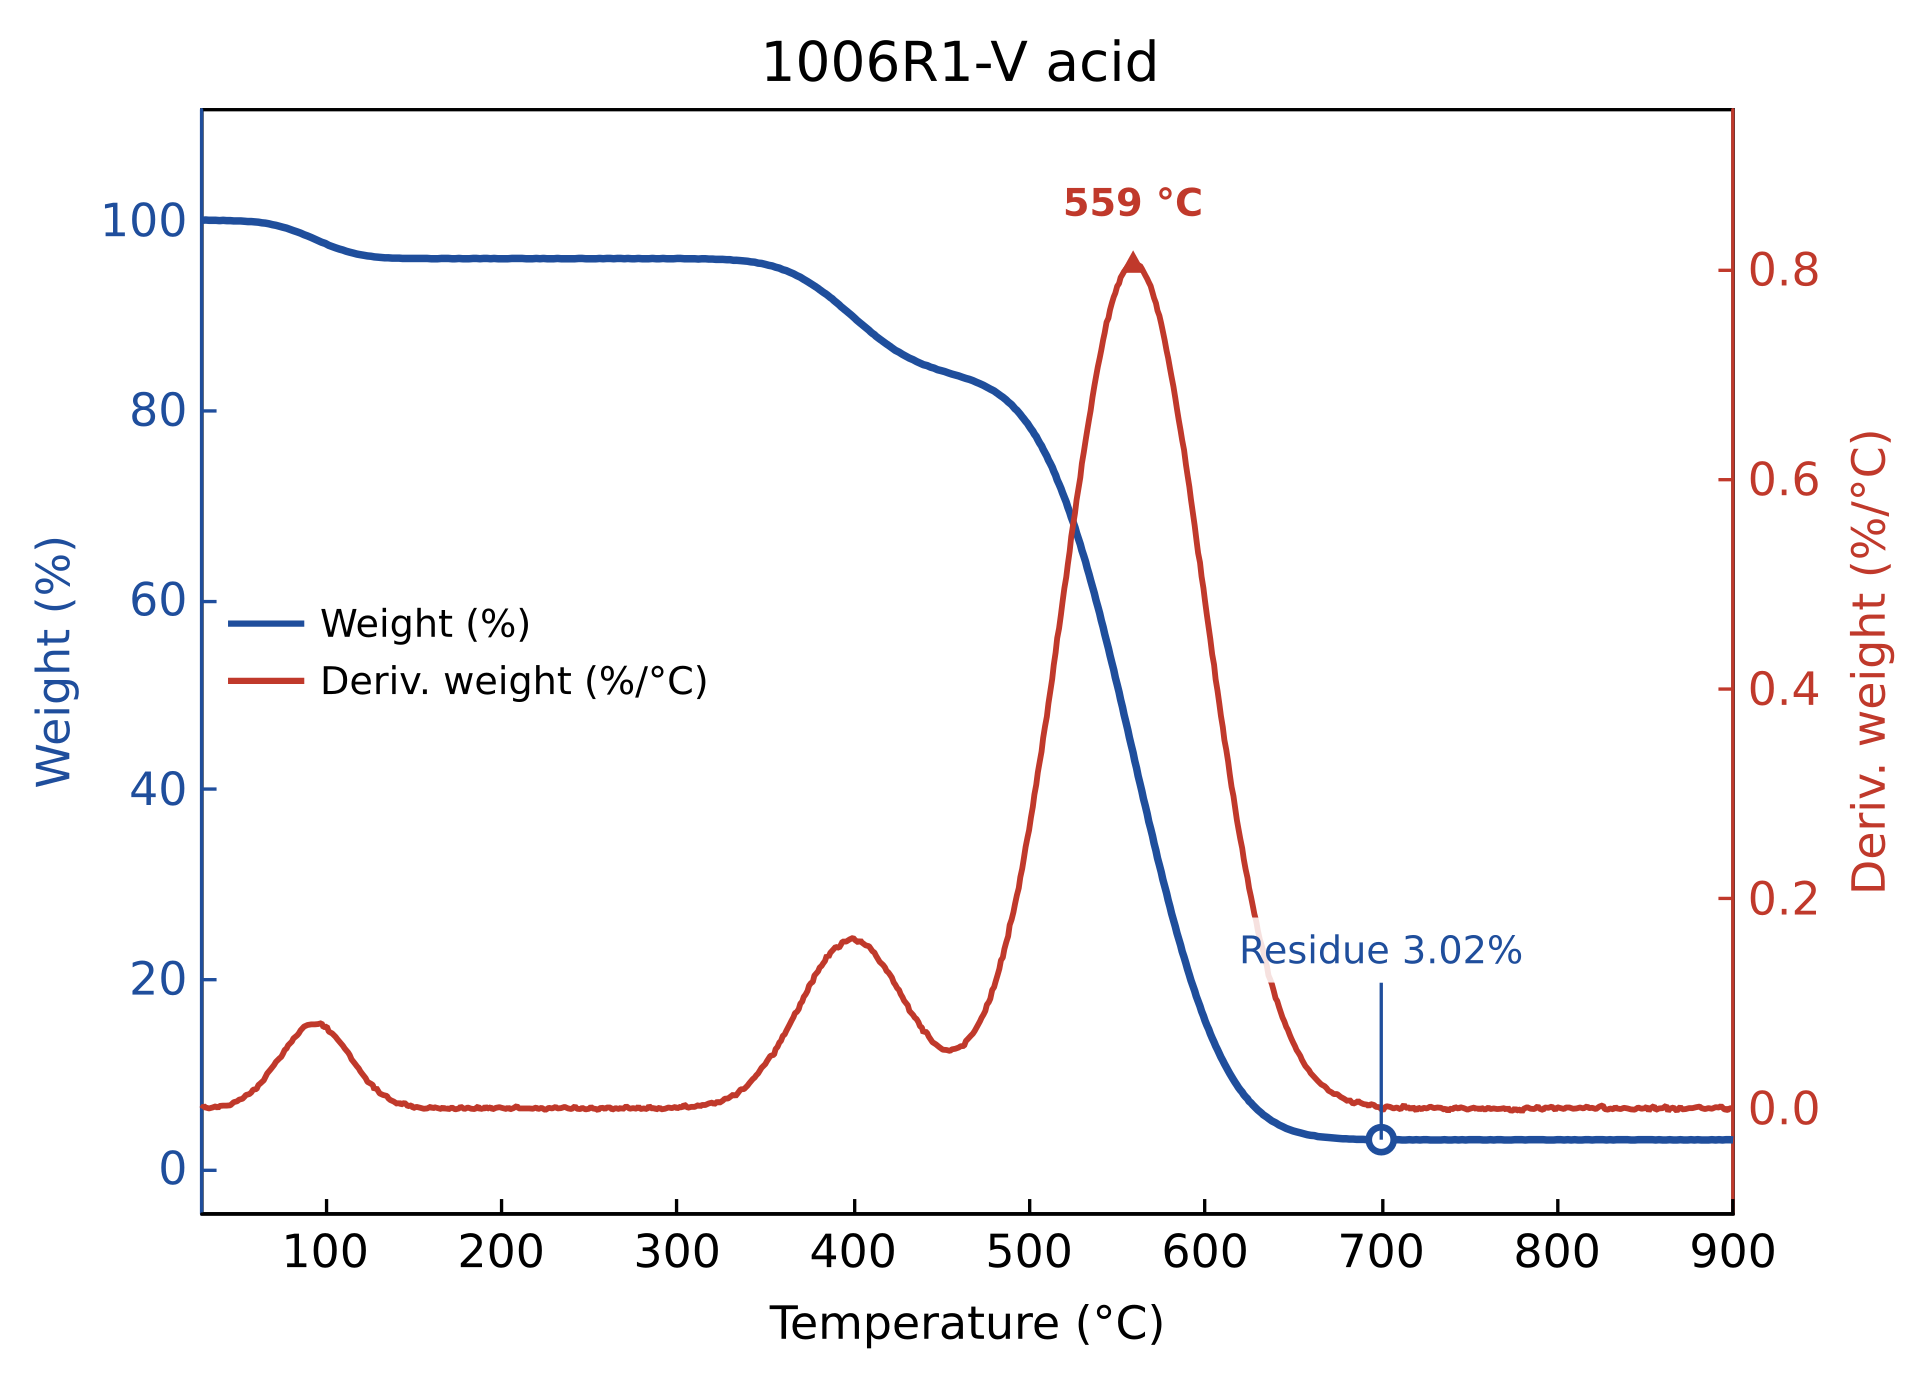 1006R1-V acid
559 °C
100
80
60
40
20
0
Weight (%)
0.8
0.6
0.4
0.2
0.0
Deriv. weight (%/°C)
Weight (%)
Deriv. weight (%/°C)
Residue 3.02%
100 200 300 400 500 600 700 800 900
Temperature (°C)